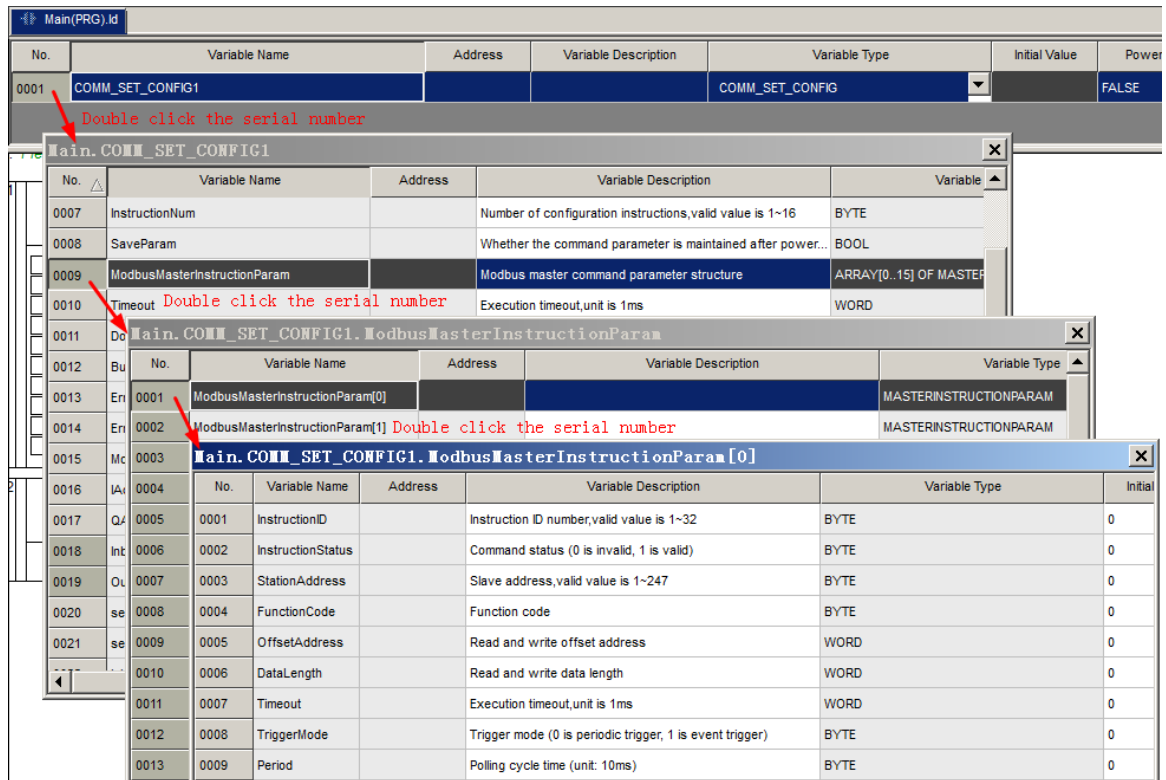 Main(PRG).ld
No. Variable Name Address Variable Description Variable Type Initial Value Power
0001 COMM_SET_CONFIG1 COMM_SET_CONFIG FALSE
Double click the serial number
Main.COMM_SET_CONFIG1
No. Variable Name Address Variable Description Variable
0007 InstructionNum Number of configuration instructions,valid value is 1~16 BYTE
0008 SaveParam Whether the command parameter is maintained after power... BOOL
0009 ModbusMasterInstructionParam Modbus master command parameter structure ARRAY[0..15] OF MASTER
0010 Timeout Double click the serial number Execution timeout,unit is 1ms WORD
0011 Do
0012 Bu
0013 Err
0014 Err
0015 Mo
0016 IAd
0017 QA
0018 Inb
0019 Ou
0020 se
0021 se
Main.COMM_SET_CONFIG1.ModbusMasterInstructionParam
No. Variable Name Address Variable Description Variable Type
0001 ModbusMasterInstructionParam[0] MASTERINSTRUCTIONPARAM
0002 ModbusMasterInstructionParam[1] Double click the serial number MASTERINSTRUCTIONPARAM
0003
0004
0005
0006
0007
0008
0009
0010
0011
0012
0013
Main.COMM_SET_CONFIG1.ModbusMasterInstructionParam[0]
No. Variable Name Address Variable Description Variable Type Initial
0001 InstructionID Instruction ID number,valid value is 1~32 BYTE 0
0002 InstructionStatus Command status (0 is invalid, 1 is valid) BYTE 0
0003 StationAddress Slave address,valid value is 1~247 BYTE 0
0004 FunctionCode Function code BYTE 0
0005 OffsetAddress Read and write offset address WORD 0
0006 DataLength Read and write data length WORD 0
0007 Timeout Execution timeout,unit is 1ms WORD 0
0008 TriggerMode Trigger mode (0 is periodic trigger, 1 is event trigger) BYTE 0
0009 Period Polling cycle time (unit: 10ms) BYTE 0